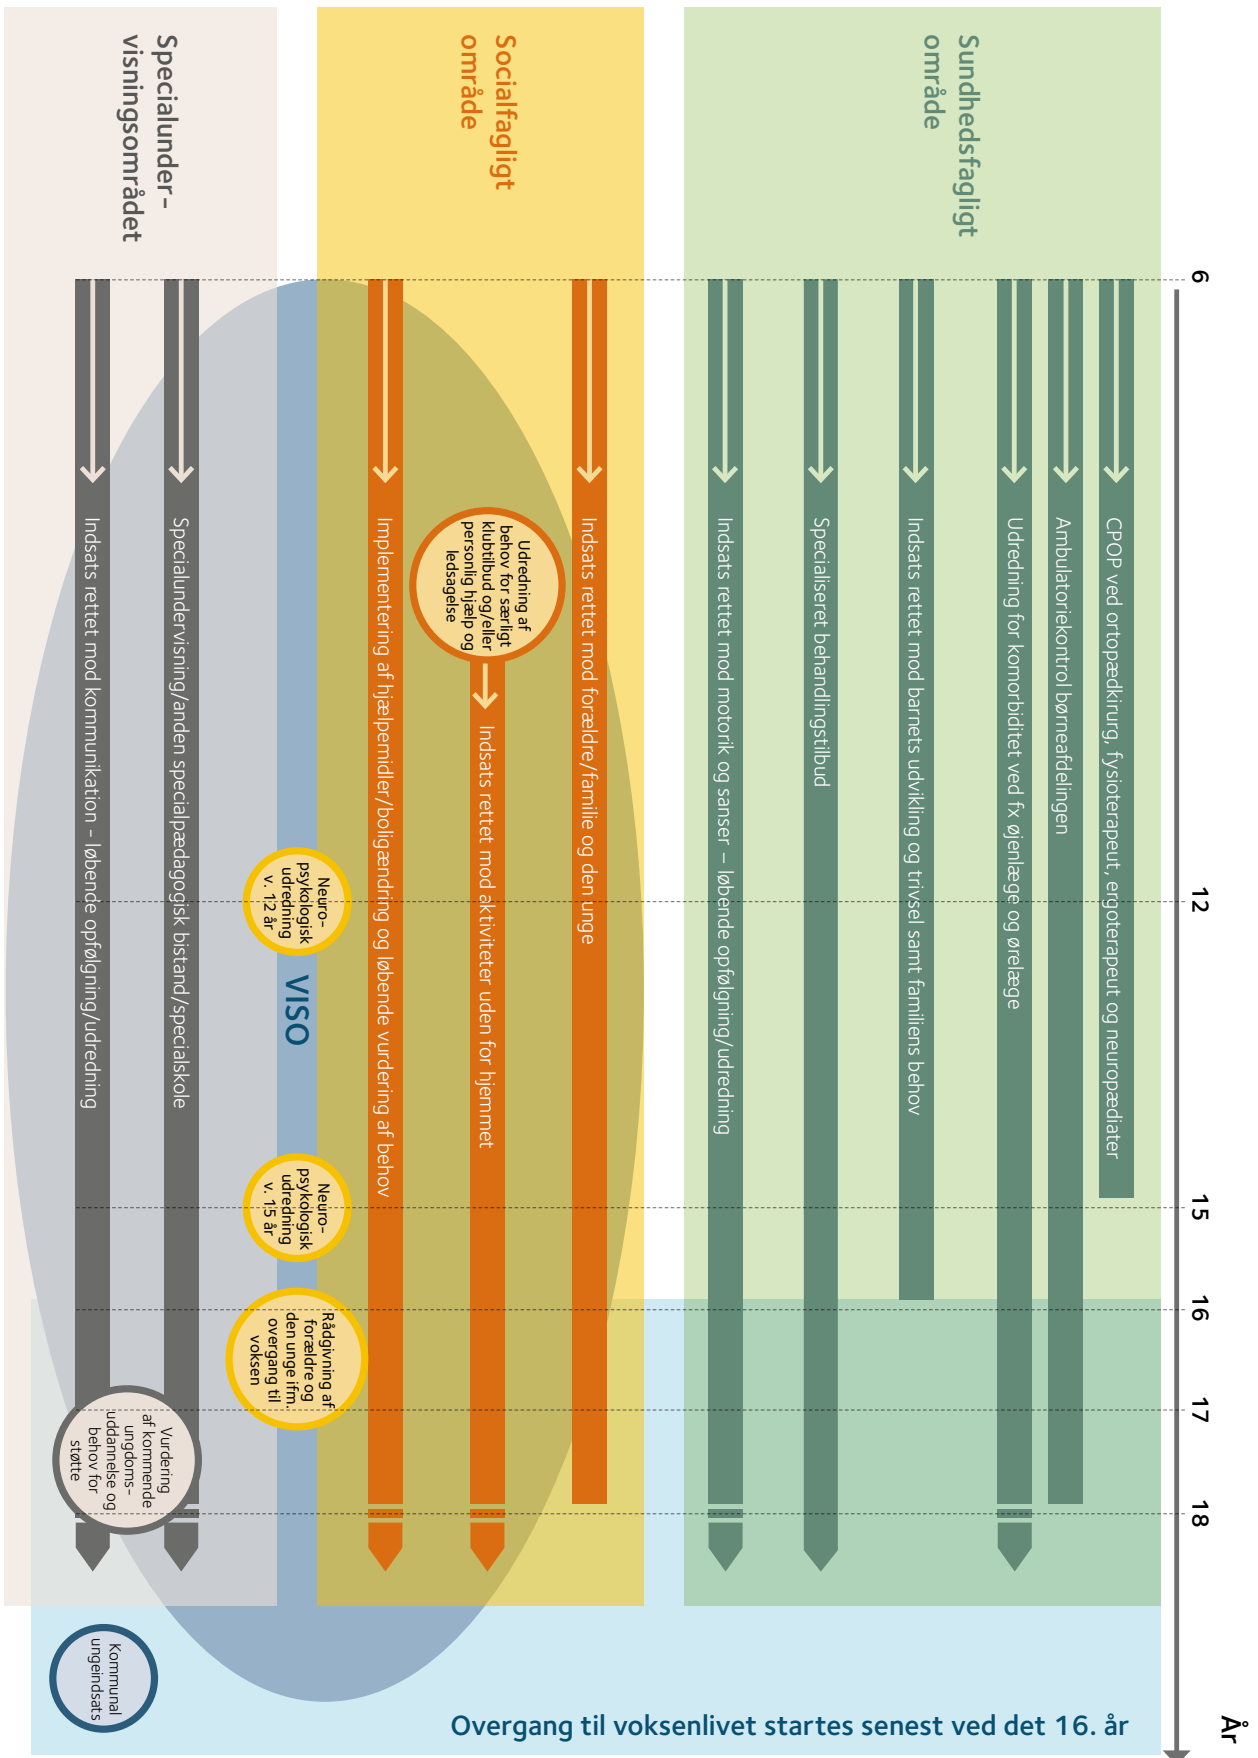 År
6
12
15
16
17
18
Sundhedsfagligt
område
CPOP ved ortopædkirurg, fysioterapeut, ergoterapeut og neuropædiater
Ambulatoriekontrol børneafdelingen
Udredning for komorbiditet ved fx øjenlæge og ørelæge
Indsats rettet mod barnets udvikling og trivsel samt familiens behov
Specialiseret behandlingstilbud
Indsats rettet mod motorik og sanser – løbende opfølgning/udredning
Socialfagligt
område
Indsats rettet mod forældre/familie og den unge
Udredning af
behov for særligt
klubtilbud og/eller
personlig hjælp og
ledsagelse
Indsats rettet mod aktiviteter uden for hjemmet
Implementering af hjælpemidler/boligændring og løbende vurdering af behov
Neuro-
psykologisk
udredning
v. 12 år
VISO
Neuro-
psykologisk
udredning
v. 15 år
Rådgivning af
forældre og
den unge ifm.
overgang til
voksen
Specialunder-
visningsområdet
Specialundervisning/anden specialpædagogisk bistand/specialskole
Indsats rettet mod kommunikation – løbende opfølgning/udredning
Vurdering
af kommende
ungdoms-
uddannelse og
behov for
støtte
Kommunal
ungeindsats
Overgang til voksenlivet startes senest ved det 16. år